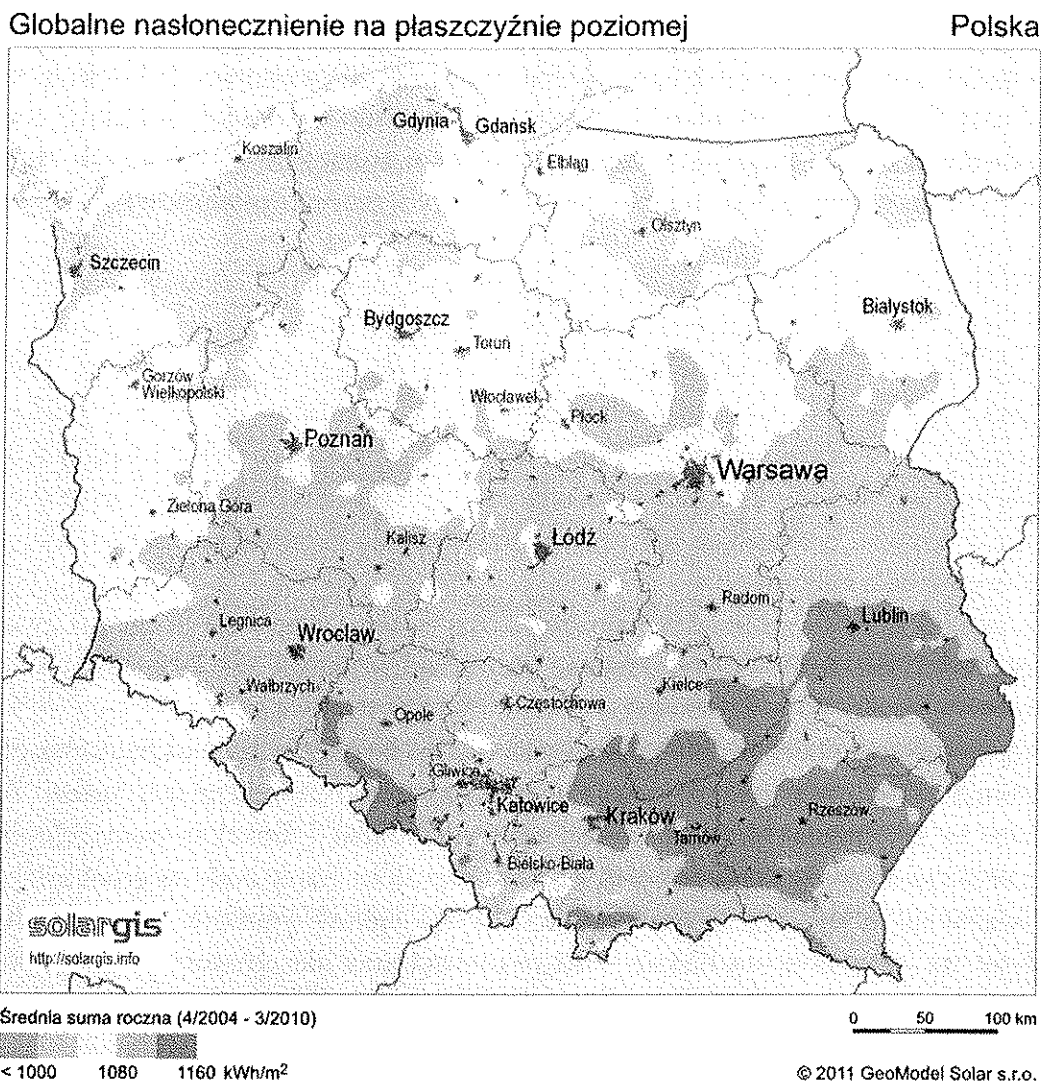 Globalne nasłonecznienie na płaszczyźnie poziomej Polska
Gdynia
Gdańsk
Koszalin
Elbląg
Olsztyn
Szczecin
Białystok
Bydgoszcz
Toruń
Gorzów
Wielkopolski
Włocławek
Płock
Poznań
Warsawa
Zielona Góra
Kalisz
Łódź
Radom
Lublin
Legnica
Wrocław
Wałbrzych
Opole
Częstochowa
Kielce
Gliwice
Katowice
Kraków
Tarnów
Rzeszów
Bielsko-Biała
solargis
http://solargis.info
Średnia suma roczna (4/2004 - 3/2010)
0 50 100 km
< 1000 1080 1160 kWh/m²
© 2011 GeoModel Solar s.r.o.